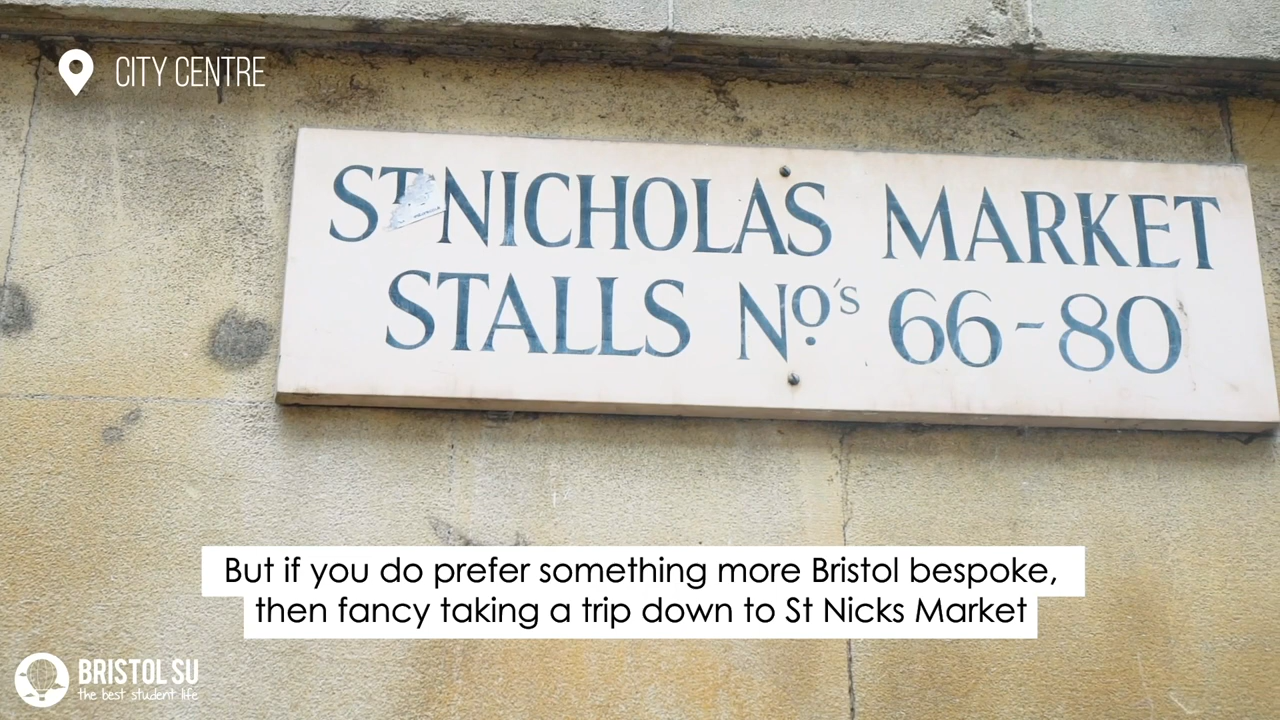 CITY CENTRE
ST NICHOLAS MARKET
STALLS No's 66-80
But if you do prefer something more Bristol bespoke,
then fancy taking a trip down to St Nicks Market
BRISTOL SU
the best student life